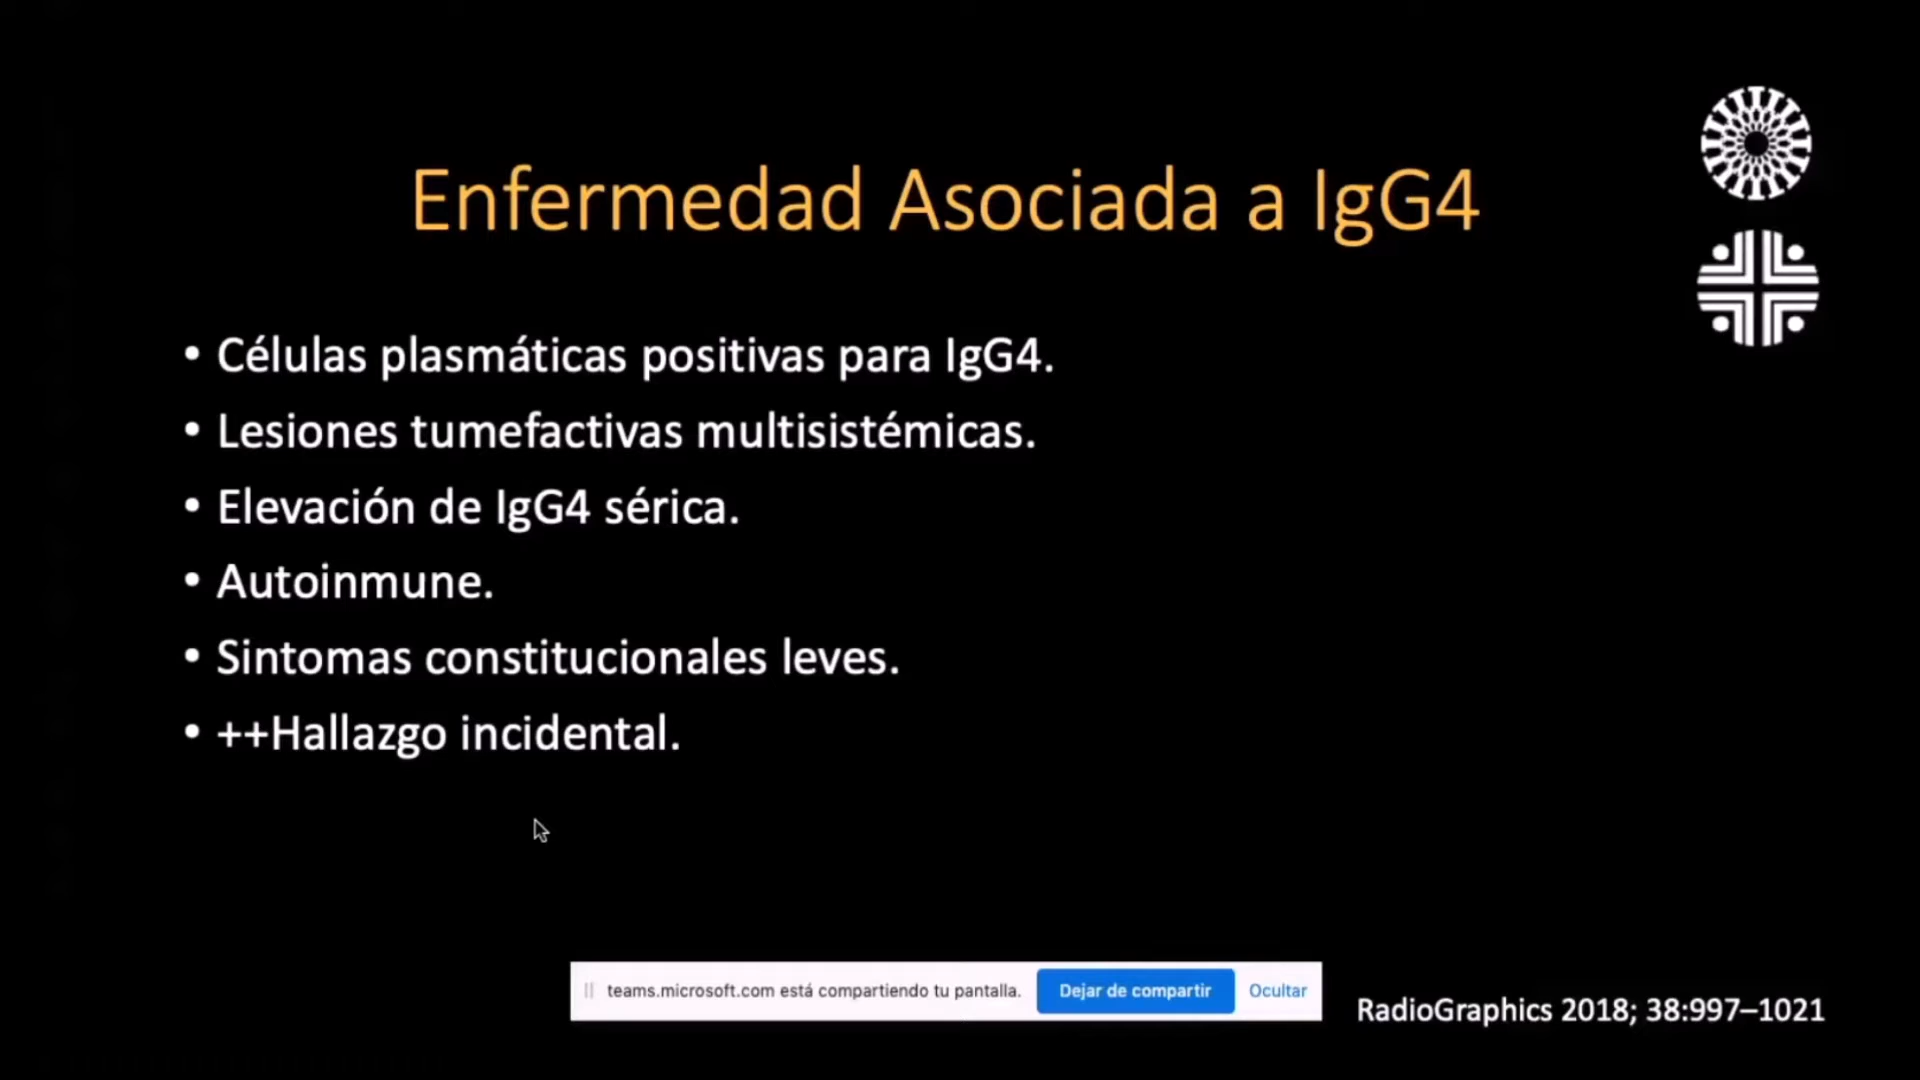 Enfermedad Asociada a IgG4
• Células plasmáticas positivas para IgG4.
• Lesiones tumefactivas multisistémicas.
• Elevación de IgG4 sérica.
• Autoinmune.
• Sintomas constitucionales leves.
• ++Hallazgo incidental.
teams.microsoft.com está compartiendo tu pantalla. Dejar de compartir Ocultar
RadioGraphics 2018; 38:997–1021